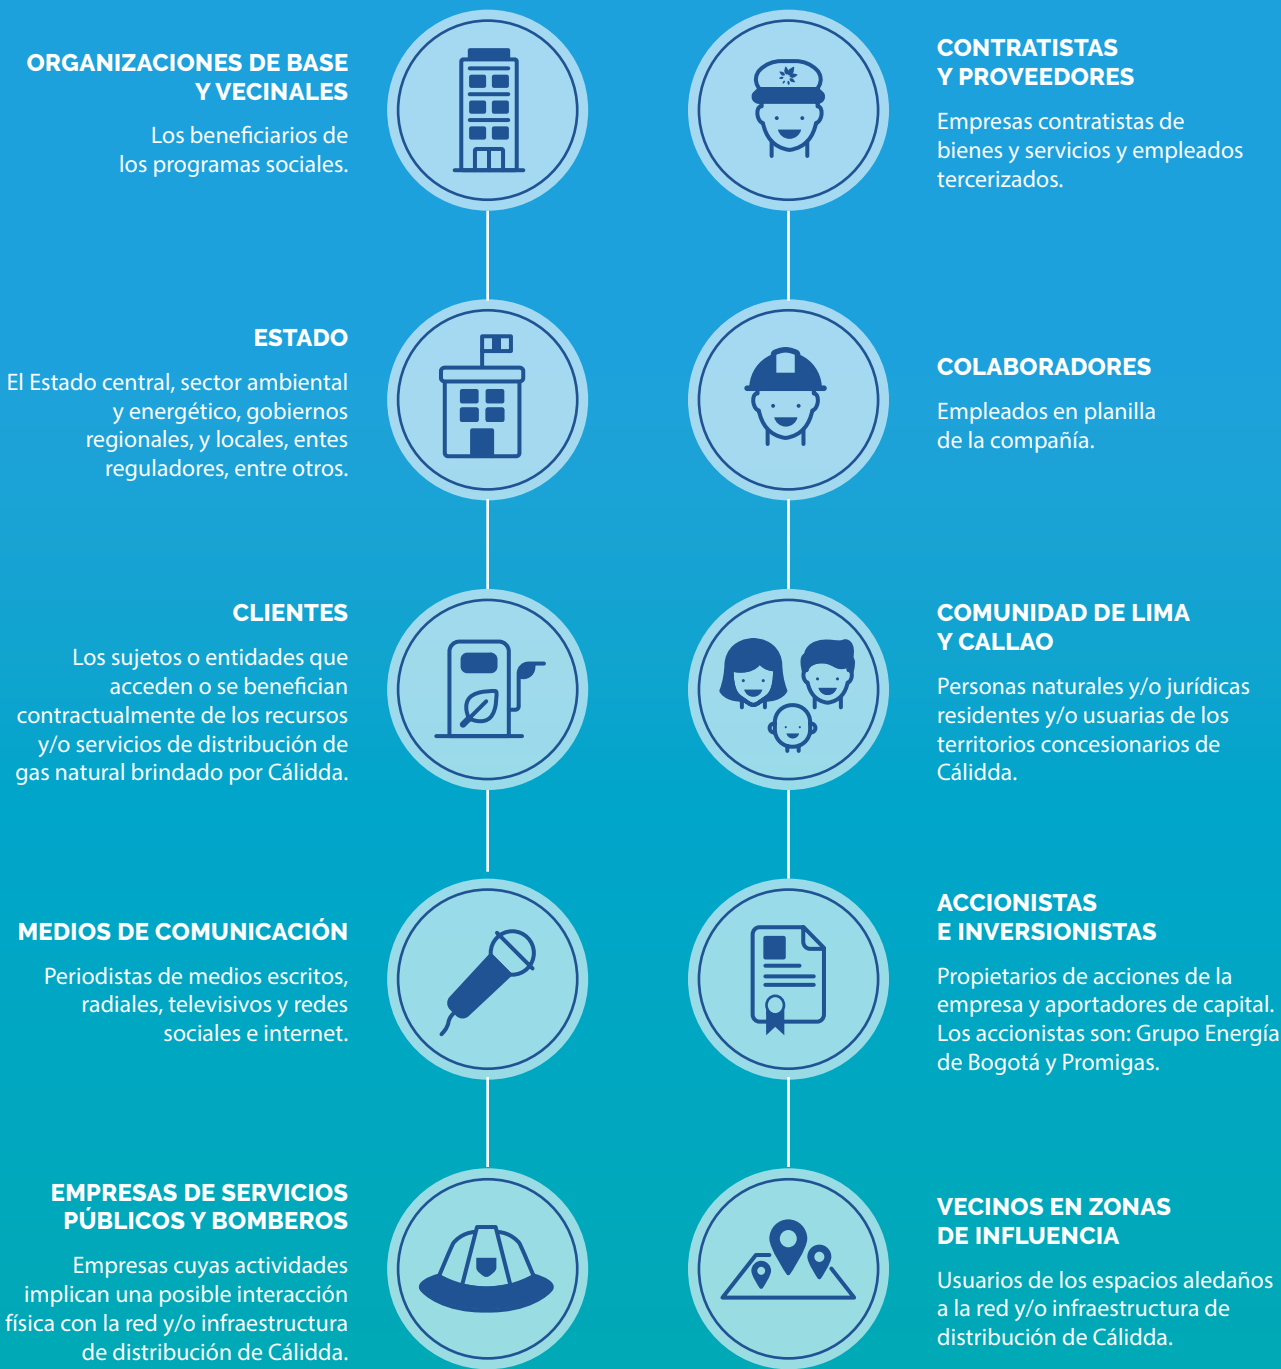 ORGANIZACIONES DE BASE
Y VECINALES
Los beneficiarios de
los programas sociales.
ESTADO
El Estado central, sector ambiental
y energético, gobiernos
regionales, y locales, entes
reguladores, entre otros.
CLIENTES
Los sujetos o entidades que
acceden o se benefician
contractualmente de los recursos
y/o servicios de distribución de
gas natural brindado por Cálidda.
MEDIOS DE COMUNICACIÓN
Periodistas de medios escritos,
radiales, televisivos y redes
sociales e internet.
EMPRESAS DE SERVICIOS
PÚBLICOS Y BOMBEROS
Empresas cuyas actividades
implican una posible interacción
física con la red y/o infraestructura
de distribución de Cálidda.
CONTRATISTAS
Y PROVEEDORES
Empresas contratistas de
bienes y servicios y empleados
tercerizados.
COLABORADORES
Empleados en planilla
de la compañía.
COMUNIDAD DE LIMA
Y CALLAO
Personas naturales y/o jurídicas
residentes y/o usuarias de los
territorios concesionarios de
Cálidda.
ACCIONISTAS
E INVERSIONISTAS
Propietarios de acciones de la
empresa y aportadores de capital.
Los accionistas son: Grupo Energía
de Bogotá y Promigas.
VECINOS EN ZONAS
DE INFLUENCIA
Usuarios de los espacios aledaños
a la red y/o infraestructura de
distribución de Cálidda.